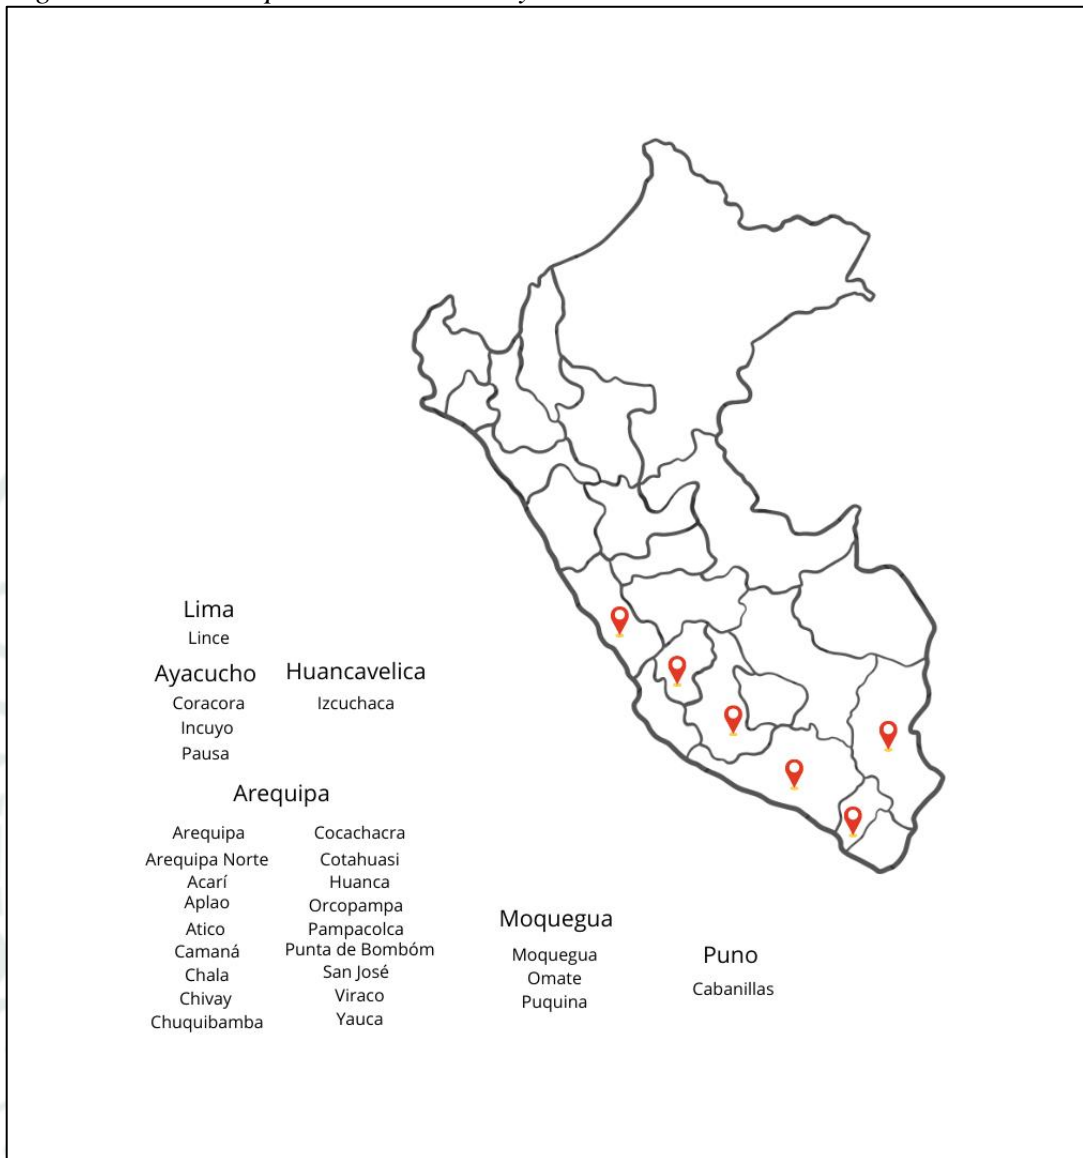 Lima
Lince
Ayacucho
Coracora
Incuyo
Pausa
Huancavelica
Izcuchaca
Arequipa
Arequipa
Arequipa Norte
Acarí
Aplao
Atico
Camaná
Chala
Chivay
Chuquibamba
Cocachacra
Cotahuasi
Huanca
Orcopampa
Pampacolca
Punta de Bombóm
San José
Viraco
Yauca
Moquegua
Moquegua
Omate
Puquina
Puno
Cabanillas